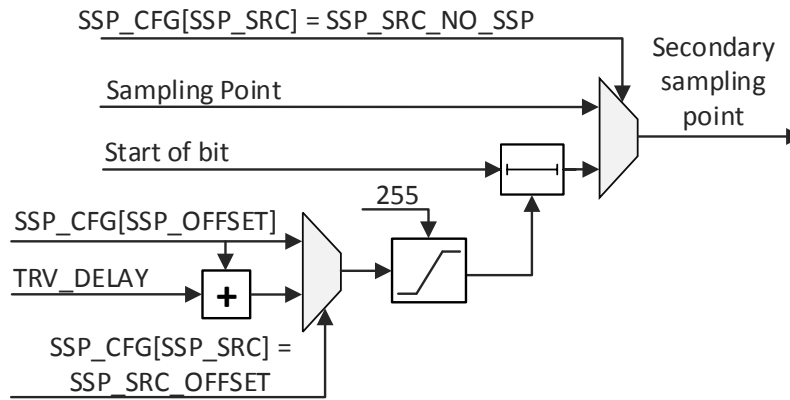 SSP_CFG[SSP_SRC] = SSP_SRC_NO_SSP
Secondary
sampling
point
Sampling Point
Start of bit
255
SSP_CFG[SSP_OFFSET]
TRV_DELAY
+
SSP_CFG[SSP_SRC] =
SSP_SRC_OFFSET